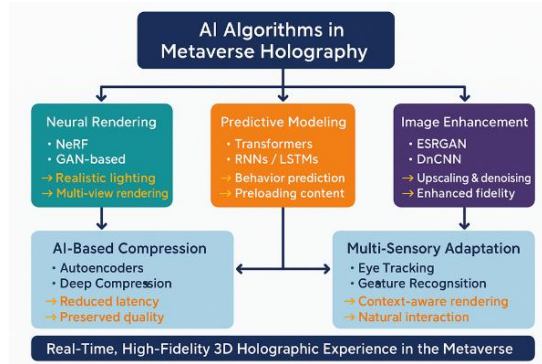 AI Algorithms in
Metaverse Holography
Neural Rendering
• NeRF
• GAN-based
→ Realistic lighting
→ Multi-view rendering
Predictive Modeling
• Transformers
• RNNs / LSTMs
→ Behavior prediction
→ Preloading content
Image Enhancement
• ESRGAN
• DnCNN
→ Upscaling & denoising
→ Enhanced fidelity
AI-Based Compression
• Autoencoders
• Deep Compression
→ Reduced latency
→ Preserved quality
Multi-Sensory Adaptation
• Eye Tracking
• Geature Recognsition
→ Context-aware rendering
→ Natural interaction
Real-Time, High-Fidelity 3D Holographic Experience in the Metaverse